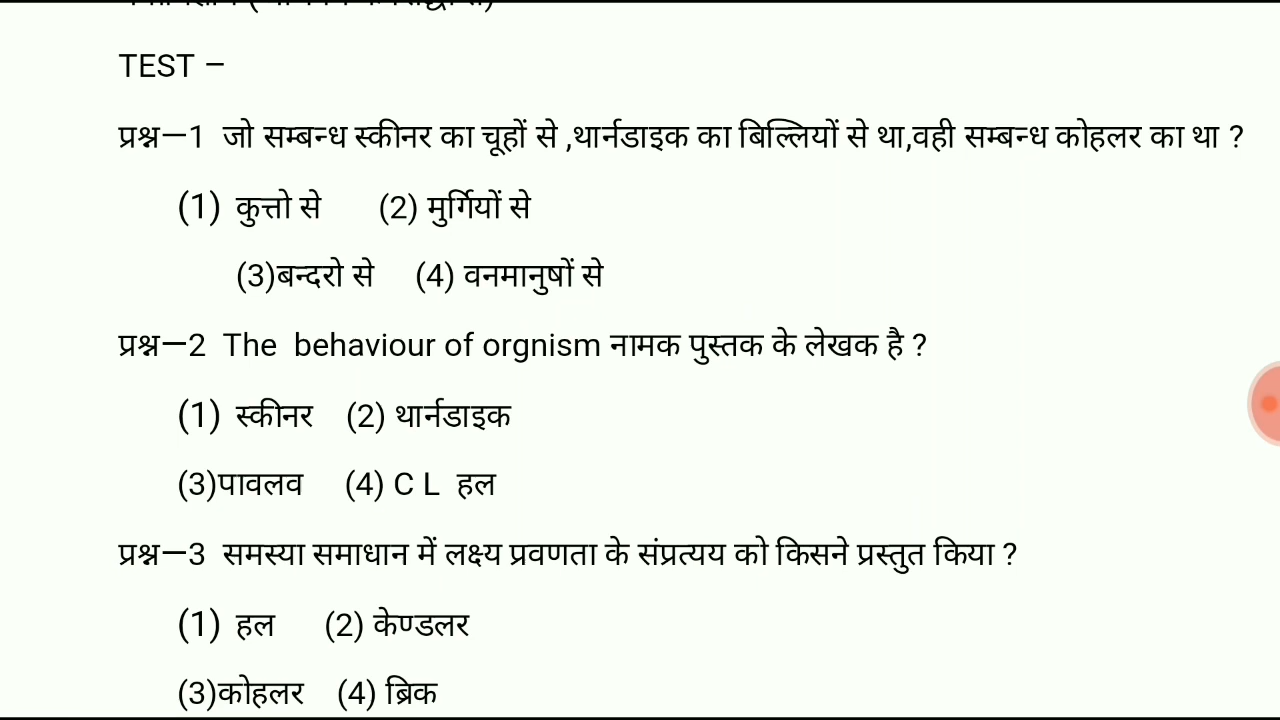 TEST –
प्रश्न—1 जो सम्बन्ध स्कीनर का चूहों से ,थार्नडाइक का बिल्लियों से था,वही सम्बन्ध कोहलर का था ?
(1) कुत्तो से (2) मुर्गियों से
(3)बन्दरो से (4) वनमानुषों से
प्रश्न—2 The behaviour of orgnism नामक पुस्तक के लेखक है ?
(1) स्कीनर (2) थार्नडाइक
(3)पावलव (4) C L हल
प्रश्न—3 समस्या समाधान में लक्ष्य प्रवणता के संप्रत्यय को किसने प्रस्तुत किया ?
(1) हल (2) केण्डलर
(3)कोहलर (4) ब्रिक